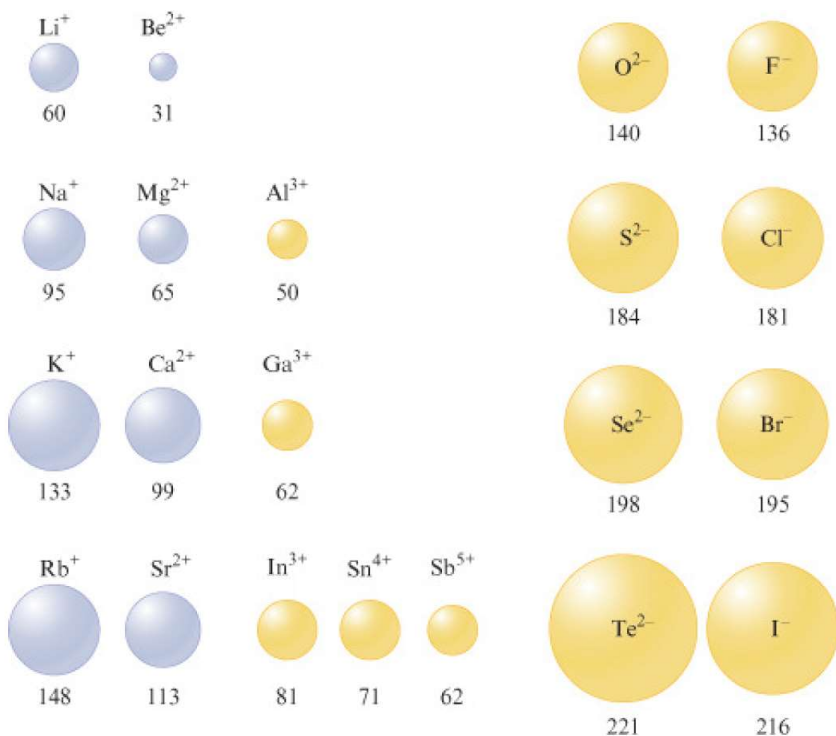 Li⁺ Be²⁺
O²⁻ F⁻
60 31 140 136
Na⁺ Mg²⁺ Al³⁺
S²⁻ Cl⁻
95 65 50 184 181
K⁺ Ca²⁺ Ga³⁺
Se²⁻ Br⁻
133 99 62 198 195
Rb⁺ Sr²⁺ In³⁺ Sn⁴⁺ Sb⁵⁺
Te²⁻ I⁻
148 113 81 71 62
221 216